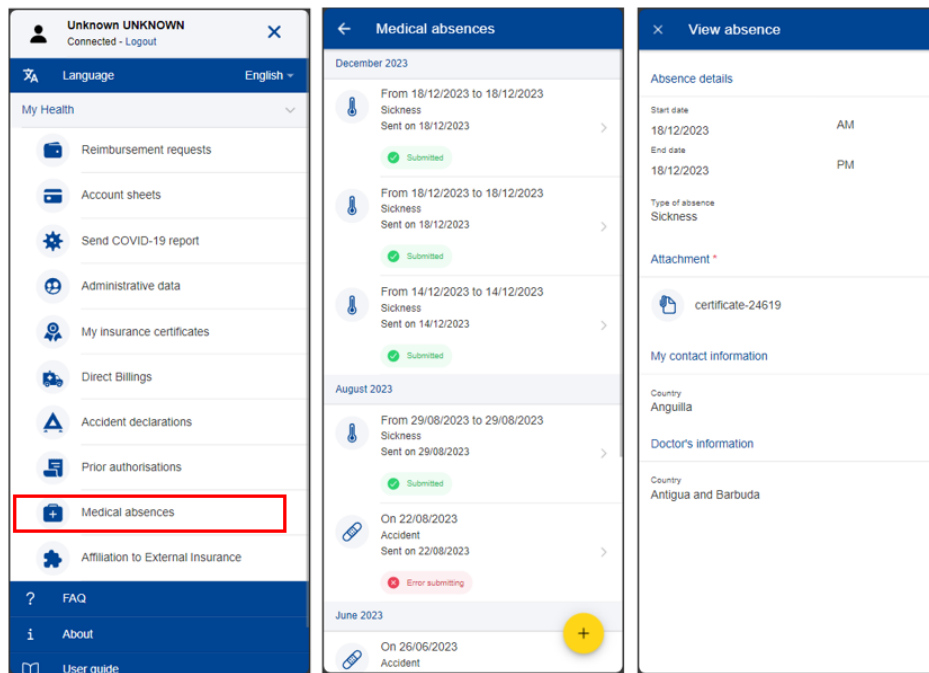 Unknown UNKNOWN
Connected - Logout
Language English
My Health
Reimbursement requests
Account sheets
Send COVID-19 report
Administrative data
My insurance certificates
Direct Billings
Accident declarations
Prior authorisations
Medical absences
Affiliation to External Insurance
? FAQ
i About
User guide
Medical absences
December 2023
From 18/12/2023 to 18/12/2023
Sickness
Sent on 18/12/2023
Submitted
From 18/12/2023 to 18/12/2023
Sickness
Sent on 18/12/2023
Submitted
From 14/12/2023 to 14/12/2023
Sickness
Sent on 14/12/2023
Submitted
August 2023
From 29/08/2023 to 29/08/2023
Sickness
Sent on 29/08/2023
Submitted
On 22/08/2023
Accident
Sent on 22/08/2023
Error submitting
June 2023
On 26/06/2023
Accident
View absence
Absence details
Start date
18/12/2023 AM
End date
18/12/2023 PM
Type of absence
Sickness
Attachment *
certificate-24619
My contact information
Country
Anguilla
Doctor's information
Country
Antigua and Barbuda